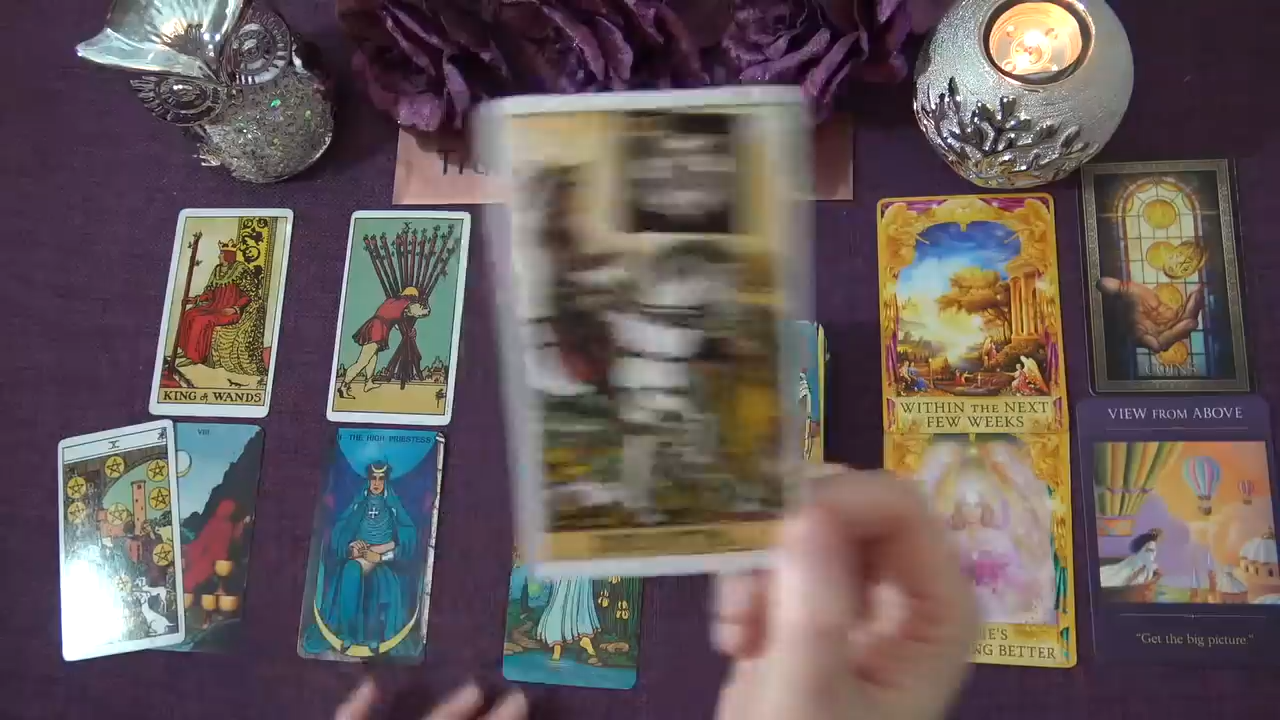 KING of WANDS
X
VIII
II THE HIGH PRIESTESS
WITHIN THE NEXT
FEW WEEKS
COINS
VIEW FROM ABOVE
"Get the big picture."
BETTER